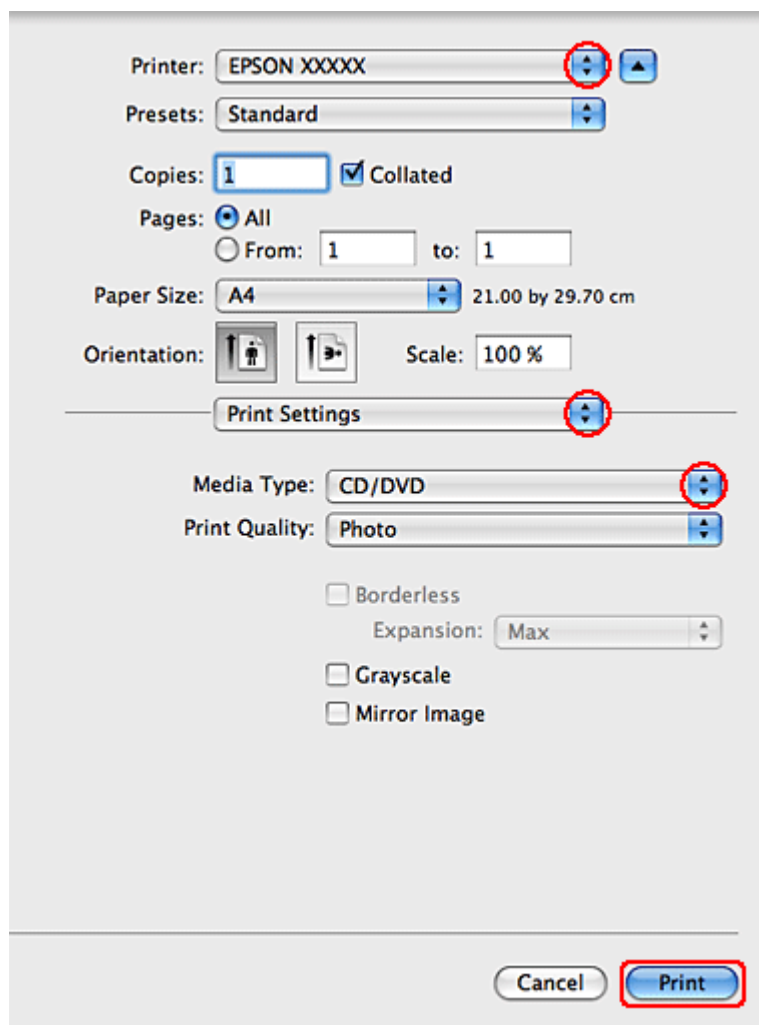 Printer: EPSON XXXXX
Presets: Standard
Copies: 1 Collated
Pages: All
From: 1 to: 1
Paper Size: A4 21.00 by 29.70 cm
Orientation: Scale: 100 %
Print Settings
Media Type: CD/DVD
Print Quality: Photo
Borderless
Expansion: Max
Grayscale
Mirror Image
Cancel Print